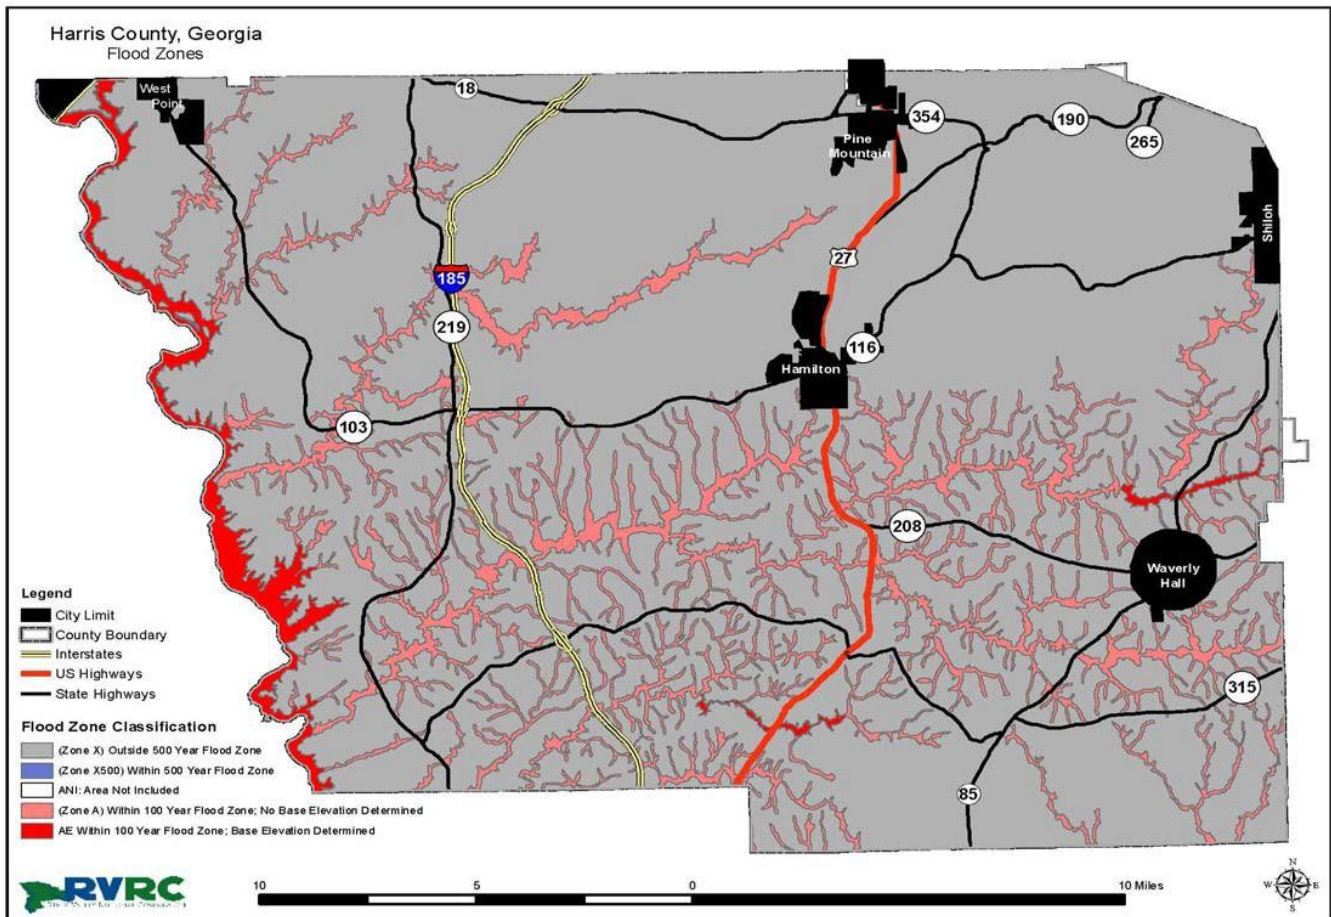 Harris County, Georgia
Flood Zones
West
Point
18
Pine
Mountain
354
190
265
Shiloh
27
185
219
116
Hamilton
103
208
Waverly
Hall
315
85
Legend
City Limit
County Boundary
Interstates
US Highways
State Highways
Flood Zone Classification
(Zone X) Outside 500 Year Flood Zone
(Zone X500) Within 500 Year Flood Zone
ANI: Area Not Included
(Zone A) Within 100 Year Flood Zone; No Base Elevation Determined
AE Within 100 Year Flood Zone; Base Elevation Determined
RVRC
10 5 0 10 Miles
N
W E
S